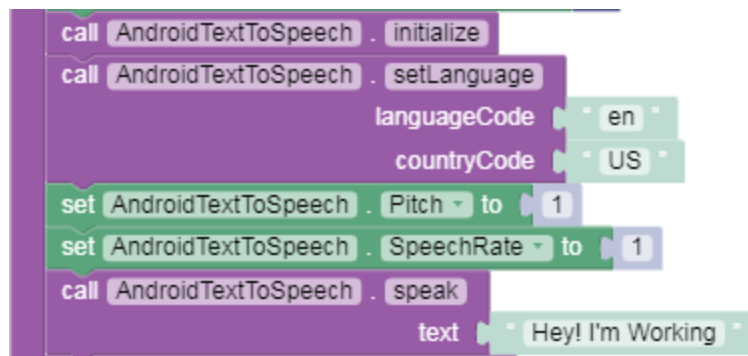 call AndroidTextToSpeech . initialize
call AndroidTextToSpeech . setLanguage
languageCode " en "
countryCode " US "
set AndroidTextToSpeech . Pitch to 1
set AndroidTextToSpeech . SpeechRate to 1
call AndroidTextToSpeech . speak
text " Hey! I'm Working "